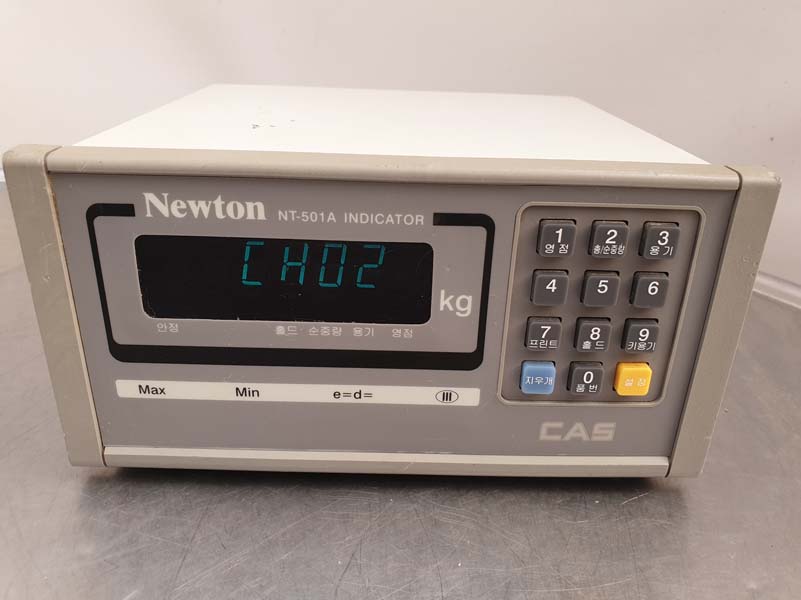 Newton NT-501A INDICATOR
CH02
kg
안정 홀드 순중량 용기 영점
Max Min e=d= III
1 2 3
영점 총/순중량 용기
4 5 6
7 8 9
프린트 홀드 키용기
지우개 0 설정
품번
CAS